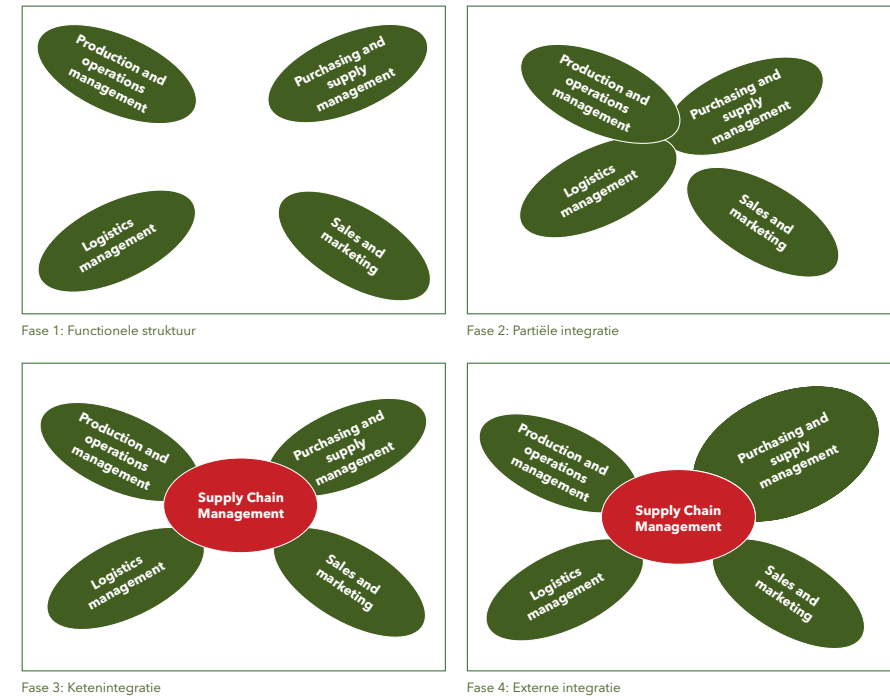 Production and
operations
management
Purchasing and
supply
management
Logistics
management
Sales and
marketing
Fase 1: Functionele struktuur
Production and
operations
management
Purchasing and
supply
management
Logistics
management
Sales and
marketing
Fase 2: Partiële integratie
Production and
operations
management
Purchasing and
supply
management
Supply Chain
Management
Logistics
management
Sales and
marketing
Fase 3: Ketenintegratie
Production and
operations
management
Purchasing and
supply
management
Supply Chain
Management
Logistics
management
Sales and
marketing
Fase 4: Externe integratie